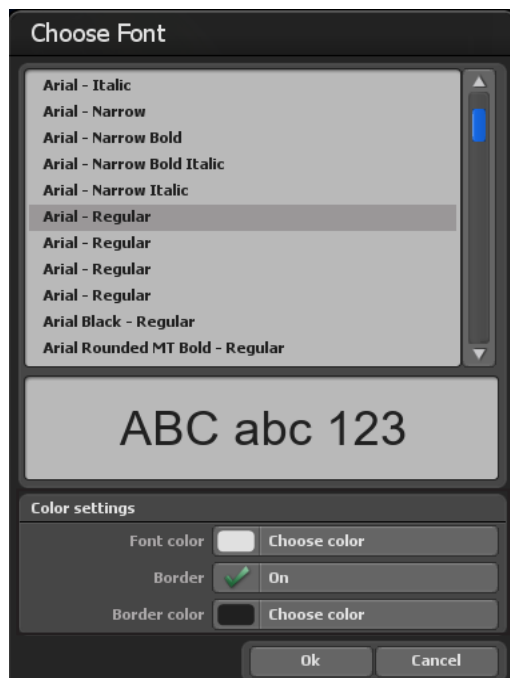 Choose Font
Arial - Italic
Arial - Narrow
Arial - Narrow Bold
Arial - Narrow Bold Italic
Arial - Narrow Italic
Arial - Regular
Arial - Regular
Arial - Regular
Arial - Regular
Arial Black - Regular
Arial Rounded MT Bold - Regular
ABC abc 123
Color settings
Font color Choose color
Border On
Border color Choose color
Ok Cancel